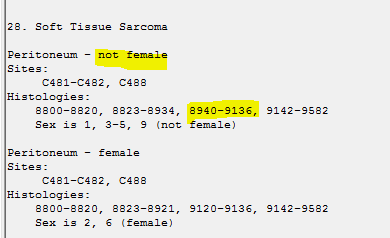 28. Soft Tissue Sarcoma
Peritoneum - not female
Sites:
C481-C482, C488
Histologies:
8800-8820, 8823-8934, 8940-9136, 9142-9582
Sex is 1, 3-5, 9 (not female)
Peritoneum - female
Sites:
C481-C482, C488
Histologies:
8800-8820, 8823-8921, 9120-9136, 9142-9582
Sex is 2, 6 (female)